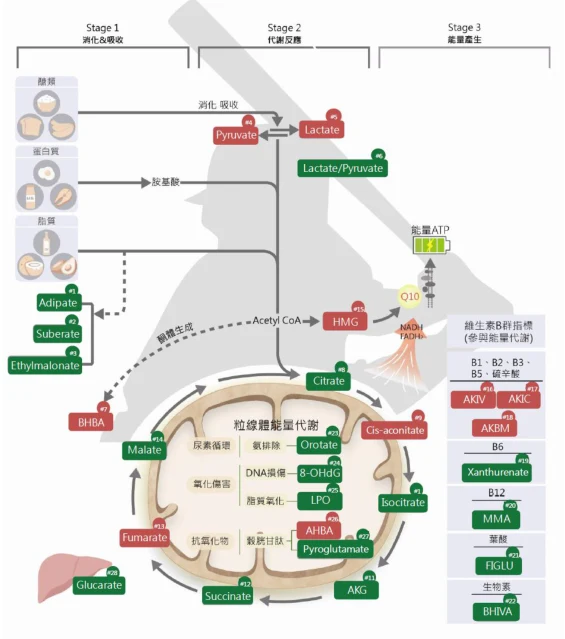 Stage 1
消化&吸收
Stage 2
代謝反應
Stage 3
能量產生
醣類
消化 吸收
#4
Pyruvate
#5
Lactate
#6
Lactate/Pyruvate
蛋白質
胺基酸
脂質
能量ATP
Q10
#1
Adipate
#2
Suberate
#3
Ethylmalonate
酮體生成
Acetyl CoA
#15
HMG
NADH
FADH₂
維生素B群指標
(參與能量代謝)
B1、B2、B3、
B5、硫辛酸
#16
AKIV
#17
AKIC
#18
AKBM
B6
#19
Xanthurenate
B12
#20
MMA
葉酸
#21
FIGLU
生物素
#22
BHIVA
#7
BHBA
#8
Citrate
#9
Cis-aconitate
Isocitrate
#11
AKG
#12
Succinate
#13
Fumarate
#14
Malate
粒線體能量代謝
尿素循環
氨排除
Orotate
氧化傷害
DNA損傷
#24
8-OHdG
脂質氧化
#25
LPO
抗氧化物
穀胱甘肽
#26
AHBA
#27
Pyroglutamate
#28
Glucarate